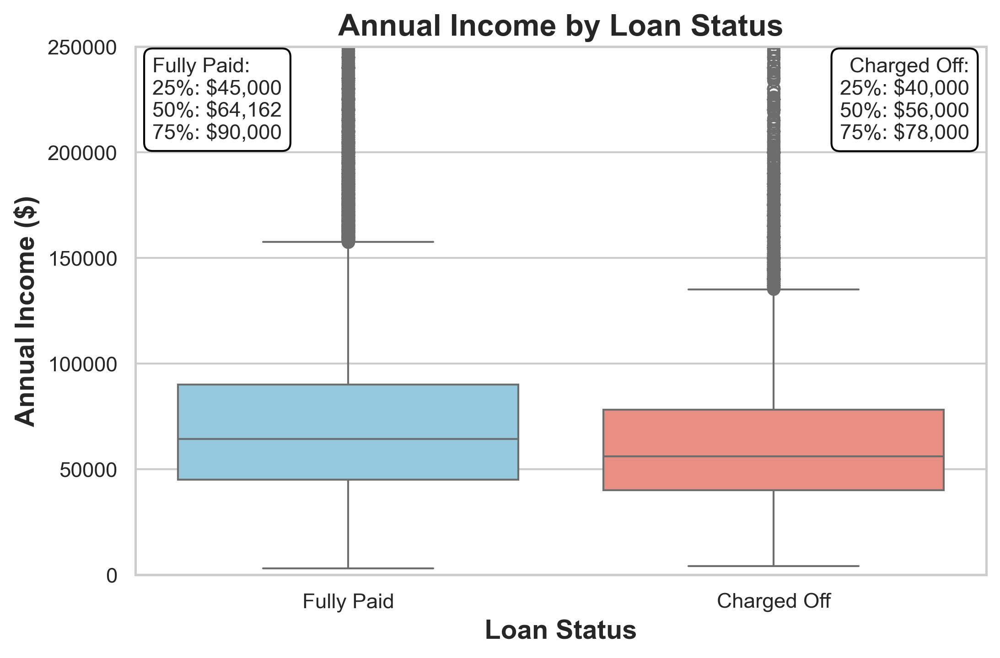 Annual Income by Loan Status
250000
200000
150000
100000
50000
0
Annual Income ($)
Fully Paid:
25%: $45,000
50%: $64,162
75%: $90,000
Charged Off:
25%: $40,000
50%: $56,000
75%: $78,000
Fully Paid
Charged Off
Loan Status